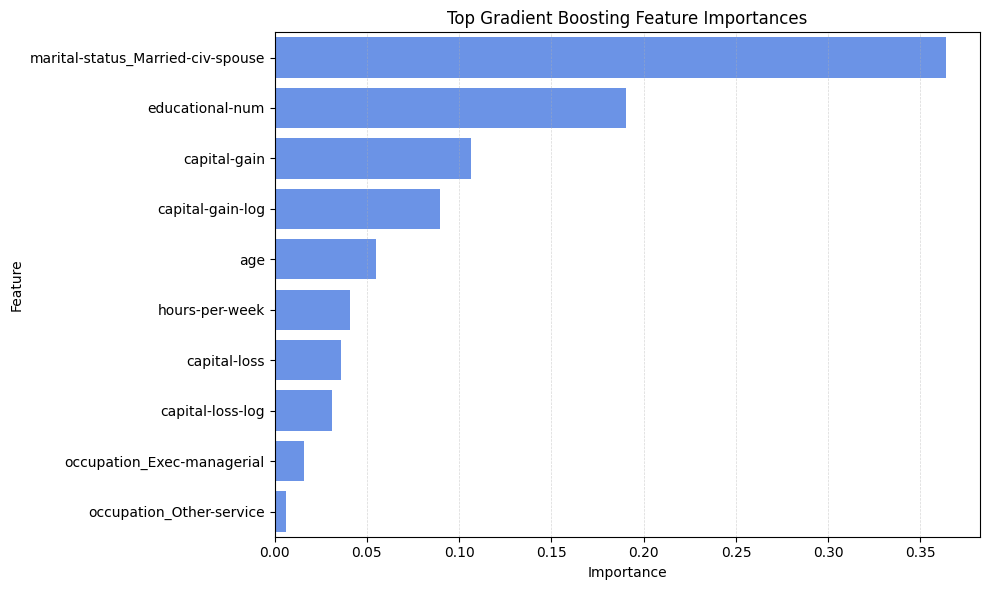 Top Gradient Boosting Feature Importances
marital-status_Married-civ-spouse
educational-num
capital-gain
capital-gain-log
age
hours-per-week
capital-loss
capital-loss-log
occupation_Exec-managerial
occupation_Other-service
Feature
0.00 0.05 0.10 0.15 0.20 0.25 0.30 0.35
Importance